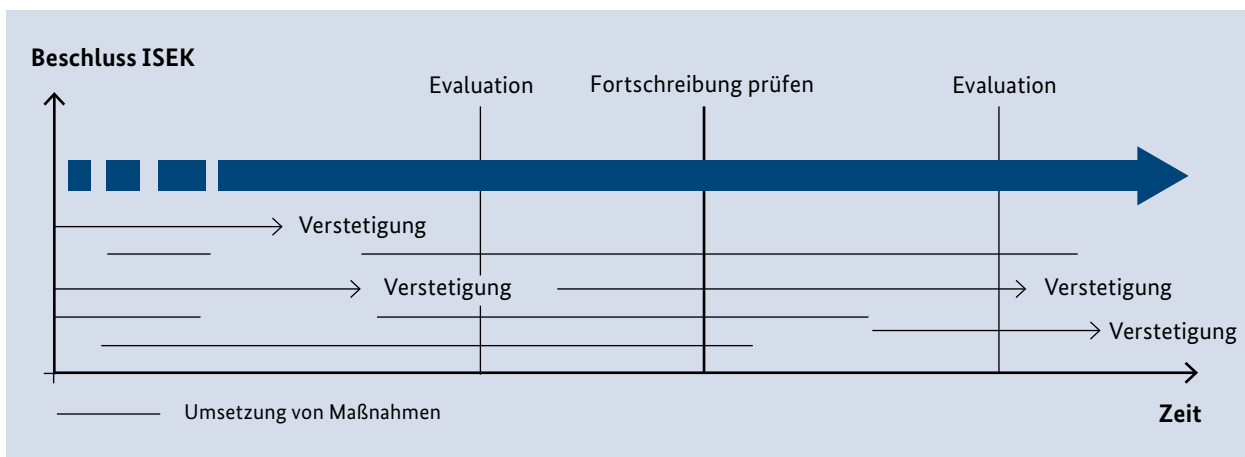 Beschluss ISEK
Evaluation
Fortschreibung prüfen
Evaluation
Verstetigung
Verstetigung
Verstetigung
Verstetigung
Umsetzung von Maßnahmen
Zeit